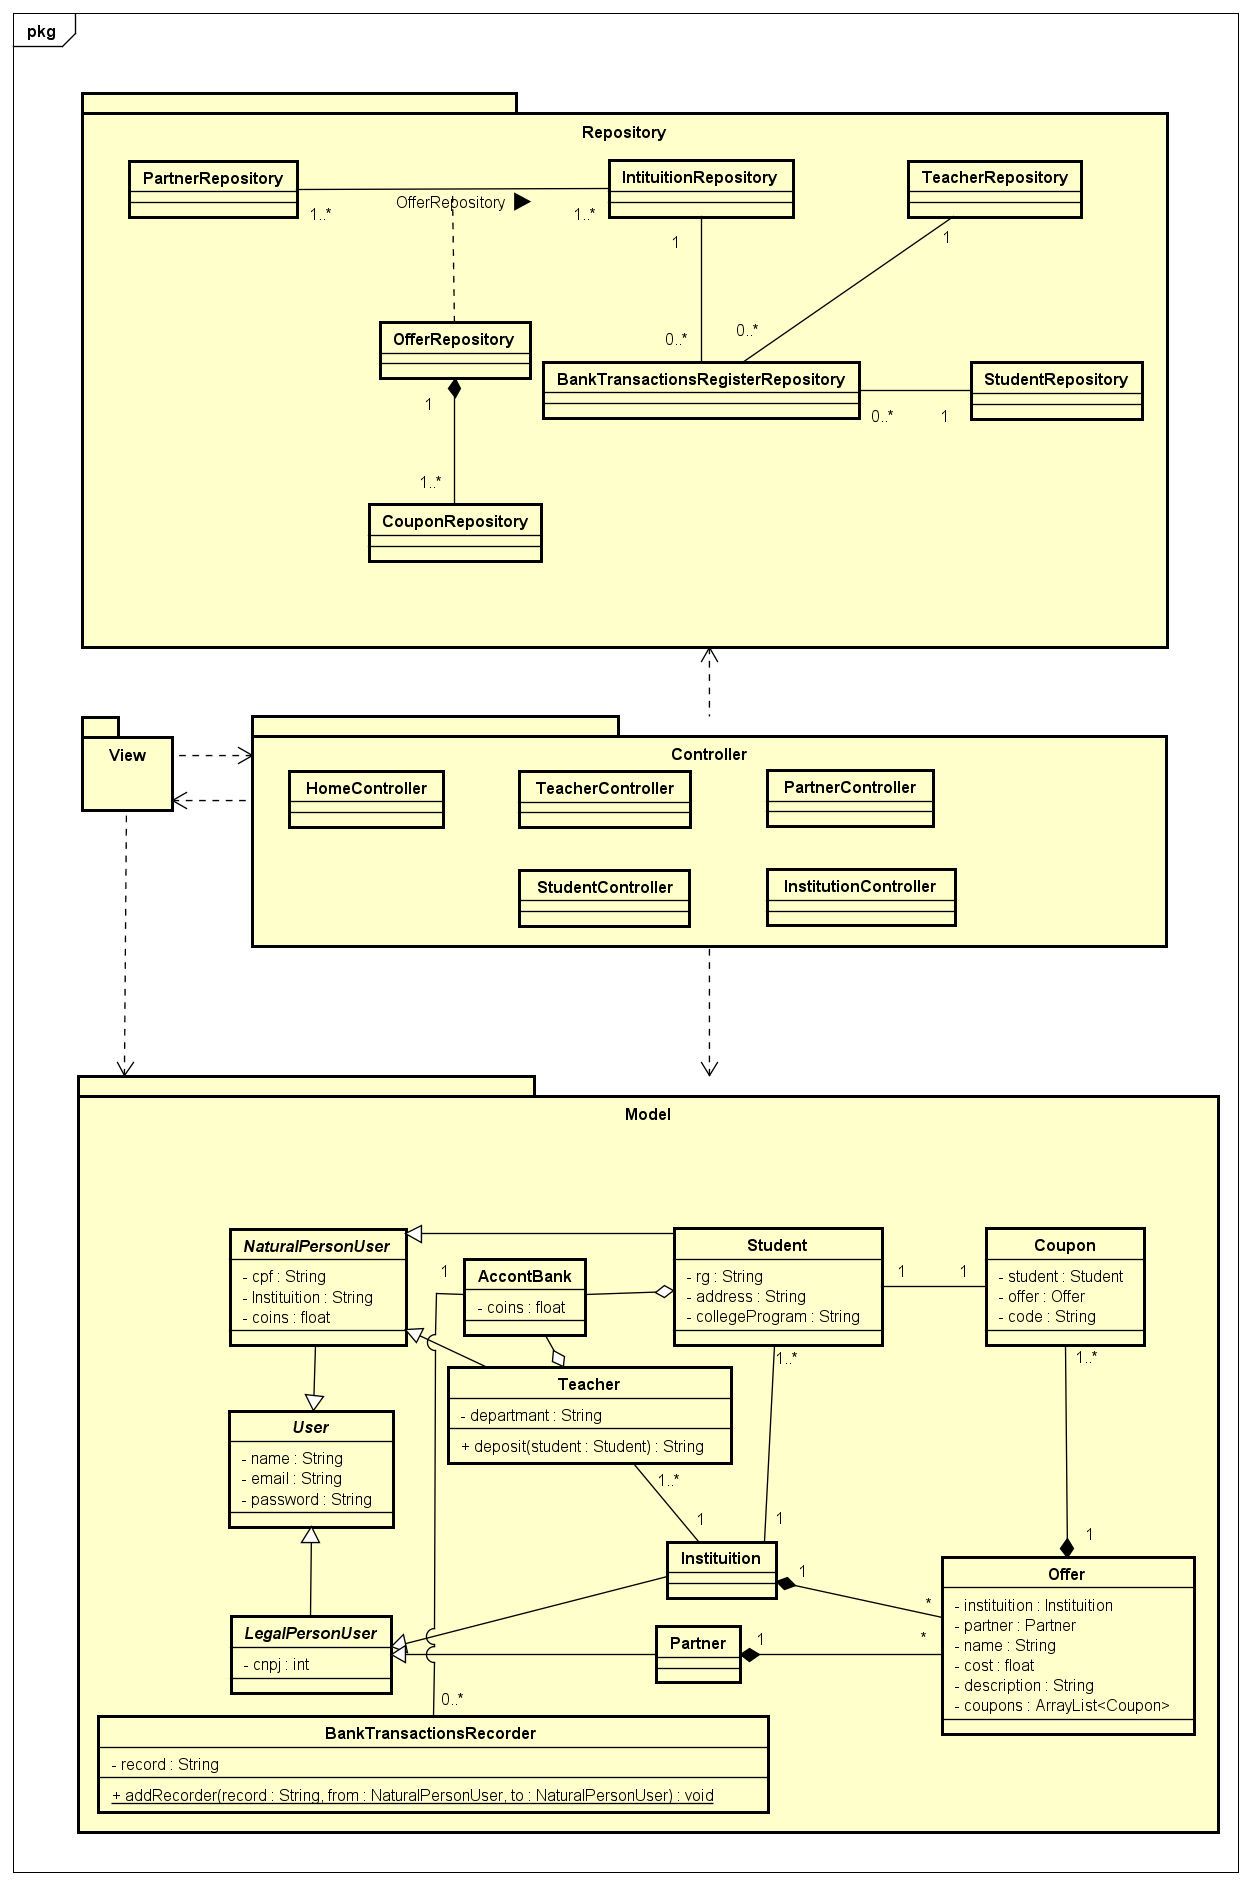 pkg
Repository
PartnerRepository
IntituitionRepository
TeacherRepository
OfferRepository
1..*
1..*
1
1
0..*
0..*
OfferRepository
BankTransactionsRegisterRepository
StudentRepository
1
0..*
1
1..*
CouponRepository
View
Controller
HomeController
TeacherController
PartnerController
StudentController
InstitutionController
Model
NaturalPersonUser
- cpf : String
- Instituition : String
- coins : float
1
AccontBank
- coins : float
Student
- rg : String
- address : String
- collegeProgram : String
1
1
Coupon
- student : Student
- offer : Offer
- code : String
1..*
1..*
Teacher
- departmant : String
+ deposit(student : Student) : String
User
- name : String
- email : String
- password : String
1..*
1
1
1
Instituition
1
*
Offer
- instituition : Instituition
- partner : Partner
- name : String
- cost : float
- description : String
- coupons : ArrayList<Coupon>
LegalPersonUser
- cnpj : int
Partner
1
*
0..*
BankTransactionsRecorder
- record : String
+ addRecorder(record : String, from : NaturalPersonUser, to : NaturalPersonUser) : void